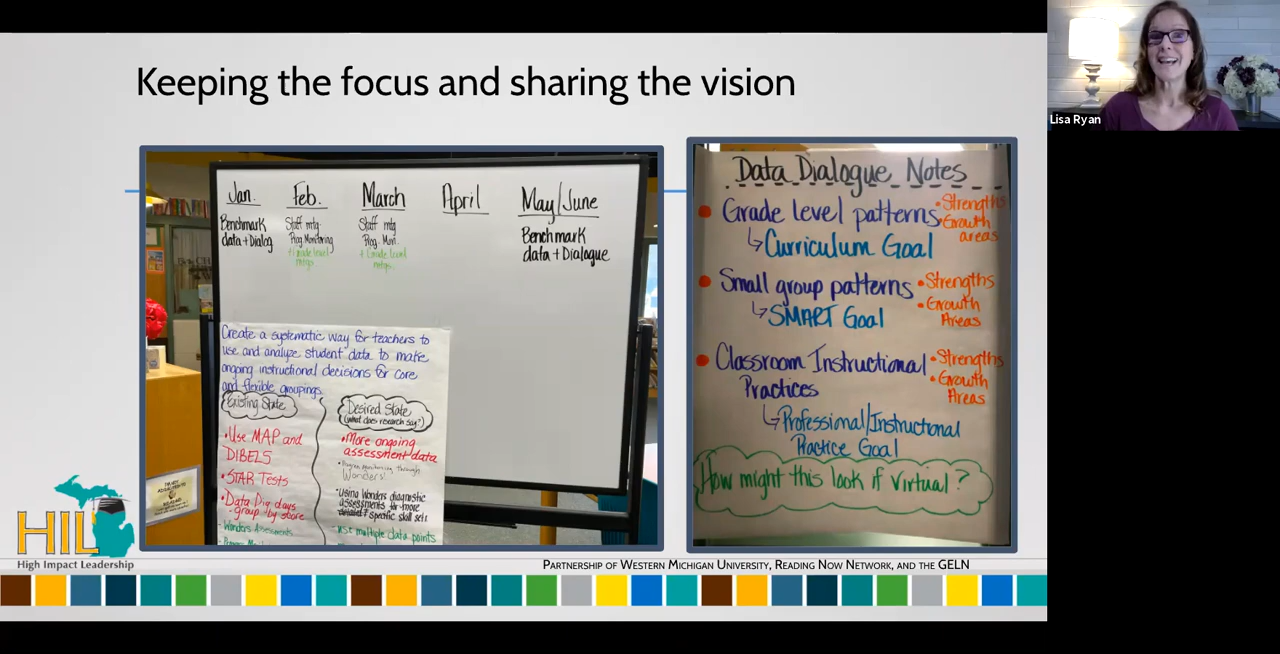 Keeping the focus and sharing the vision
Lisa Ryan
Jan.
Benchmark
data + Dialog
Feb.
Staff mtg
Prog. Monitoring
+ Grade level
mtgs.
March
Staff mtg
Prog. Mon.
+ Grade level
mtgs.
April
May/June
Benchmark
data + Dialogue
Create a systematic way for teachers to
use and analyze student data to make
ongoing instructional decisions for core
and flexible groupings.
Existing State
• Use MAP and
DIBELS
• STAR Tests
• Data Dig days
- group by score
- Wonders Assessments
Desired State
(what does research say?)
• More ongoing
assessment data
through
Wonders!
• Using Wonders diagnostic
assessments for more
specific skill sets
• Use multiple data points
Data Dialogue Notes
• Grade level patterns
• Strengths
• Growth
areas
↳ Curriculum Goal
• Small group patterns
• Strengths
• Growth
Areas
↳ SMART Goal
• Classroom Instructional
Practices
• Strengths
• Growth
Areas
↳ Professional/Instructional
Practice Goal
How might this look if virtual?
HIL
High Impact Leadership
Partnership of Western Michigan University, Reading Now Network, and the GELN